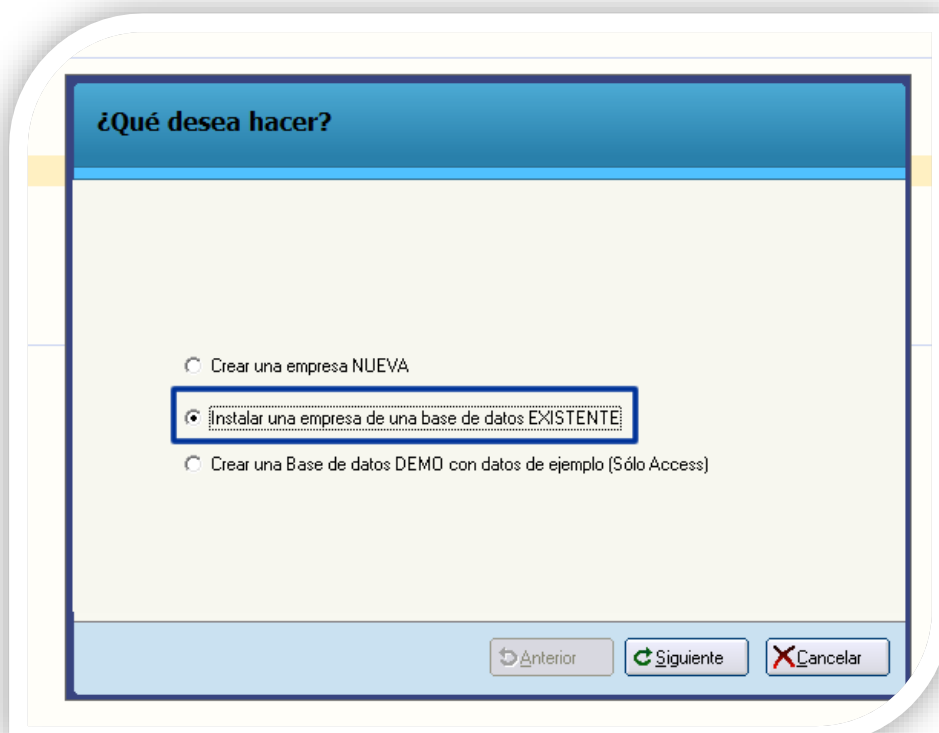 ¿Qué desea hacer?
Crear una empresa NUEVA
Instalar una empresa de una base de datos EXISTENTE
Crear una Base de datos DEMO con datos de ejemplo (Sólo Access)
Anterior Siguiente Cancelar